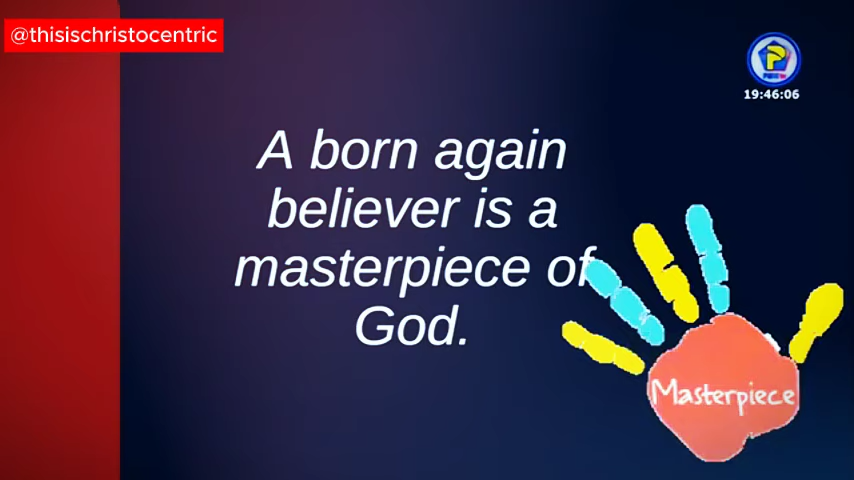 @thisischristocentric
19:46:06
A born again
believer is a
masterpiece of
God.
Masterpiece